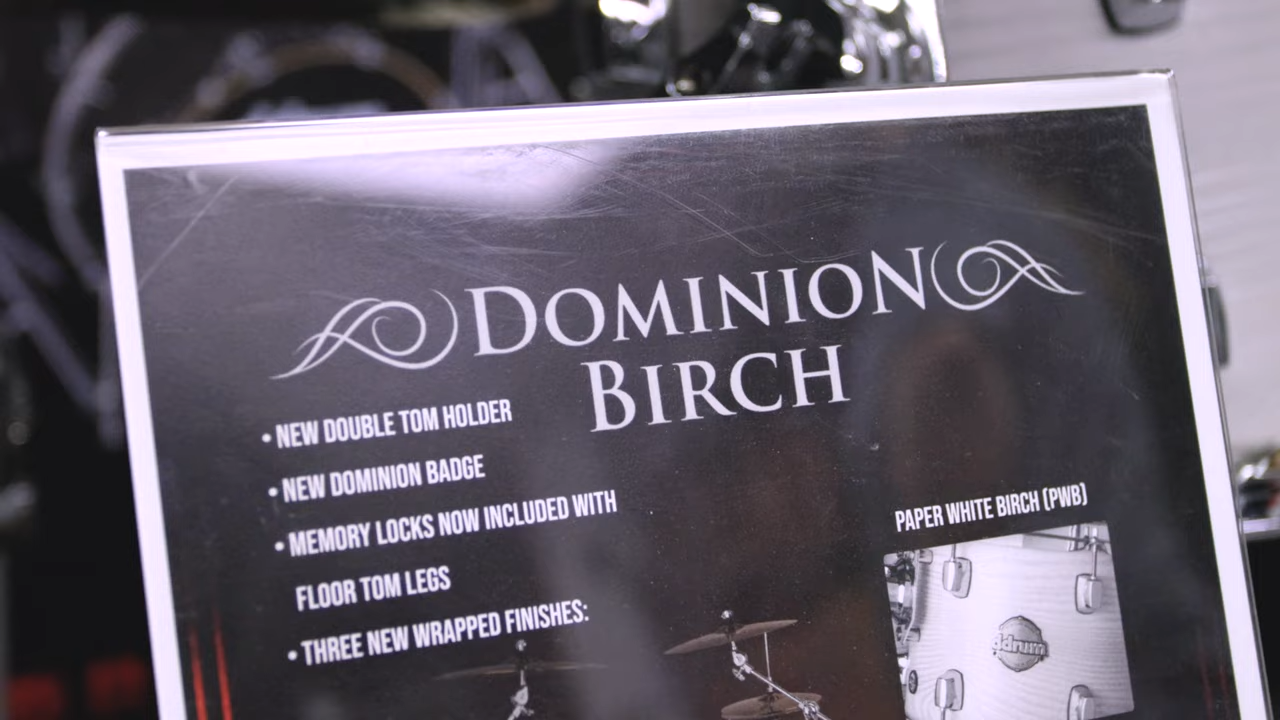 DOMINION
BIRCH
• NEW DOUBLE TOM HOLDER
• NEW DOMINION BADGE
• MEMORY LOCKS NOW INCLUDED WITH
FLOOR TOM LEGS
• THREE NEW WRAPPED FINISHES:
PAPER WHITE BIRCH (PWB)
ddrum